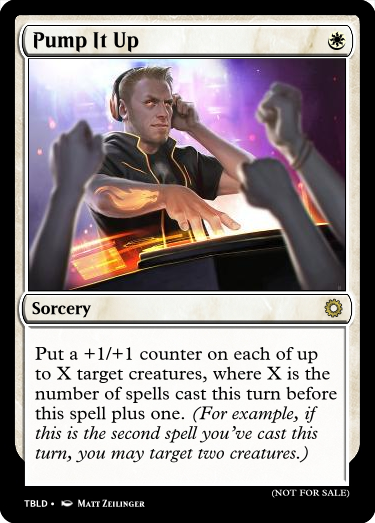 Pump It Up
Sorcery
Put a +1/+1 counter on each of up
to X target creatures, where X is the
number of spells cast this turn before
this spell plus one. (For example, if
this is the second spell you've cast this
turn, you may target two creatures.)
(NOT FOR SALE)
TBLD • Matt Zeilinger